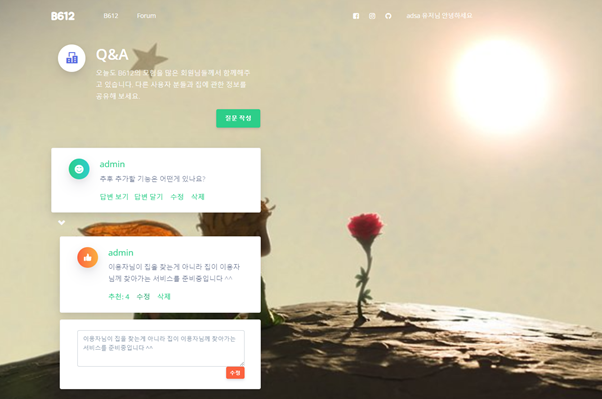 B612 B612 Forum adsa 유저님 안녕하세요
Q&A
오늘도 B612의 도움을 많은 회원님들께서 함께해주
고 있습니다. 다른 사용자 분들과 집에 관한 정보를
공유해 보세요.
질문 작성
admin
추후 추가할 기능은 어떤게 있나요?
답변 보기 답변 닫기 수정 삭제
admin
이용자님이 집을 찾는게 아니라 집이 이용자
님께 찾아가는 서비스를 준비중입니다 ^^
추천: 4 수정 삭제
이용자님이 집을 찾는게 아니라 집이 이용자님께 찾아가는
서비스를 준비중입니다 ^^
수정